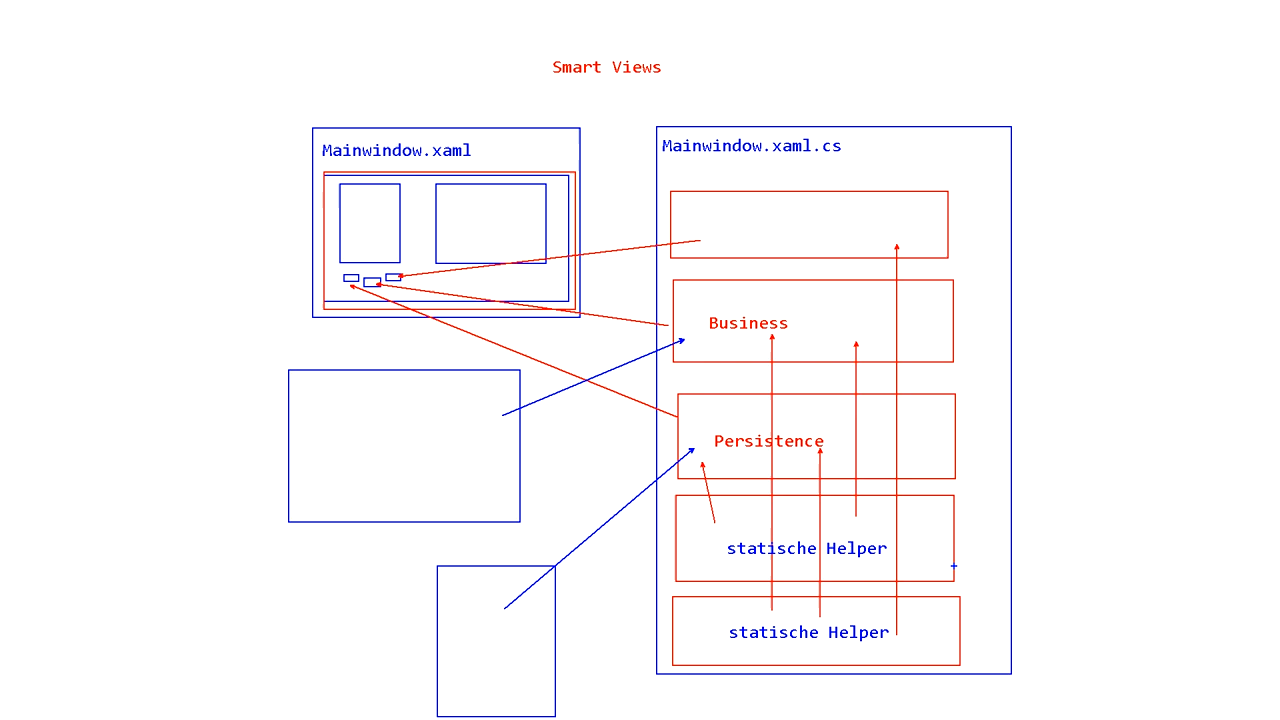 Smart Views
Mainwindow.xaml
Mainwindow.xaml.cs
Business
Persistence
statische Helper
statische Helper